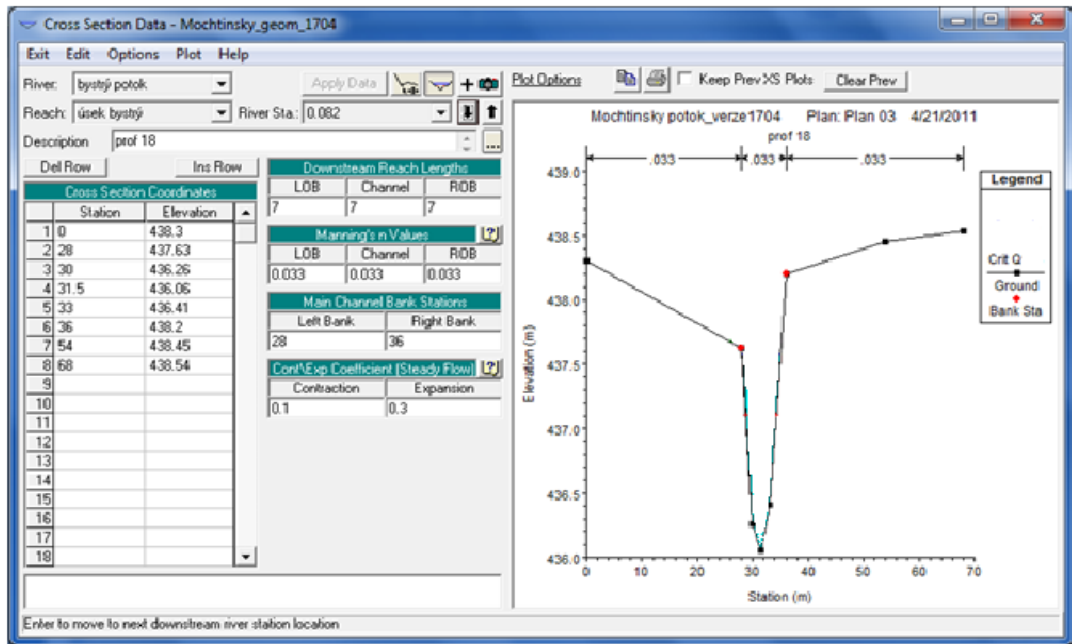 Cross Section Data - Mochtinsky_geom_1704
Exit Edit Options Plot Help
River: bystrý potok Apply Data + Plot Options Keep Prev XS Plots Clear Prev
Reach: úsek bystrý River Sta.: 0.082
Description prof 18 ...
Del Row Ins Row
Cross Section Coordinates
Station Elevation
1 0 438.3
2 28 437.63
3 30 436.26
4 31.5 436.06
5 33 436.41
6 36 438.2
7 54 438.45
8 68 438.54
9
10
11
12
13
14
15
16
17
18
Downstream Reach Lengths
LOB Channel ROB
7 7 7
Manning's n Values ?
LOB Channel ROB
0.033 0.033 0.033
Main Channel Bank Stations
Left Bank Right Bank
28 36
Cont\Exp Coefficient (Steady Flow) ?
Contraction Expansion
0.1 0.3
Mochtinsky potok_verze1704 Plan: Plan 03 4/21/2011
prof 18
.033 .033 .033
439.0
438.5
438.0
437.5
437.0
436.5
436.0
Elevation (m)
0 10 20 30 40 50 60 70
Station (m)
Legend
Crit Q
Ground
Bank Sta
Enter to move to next downstream river station location